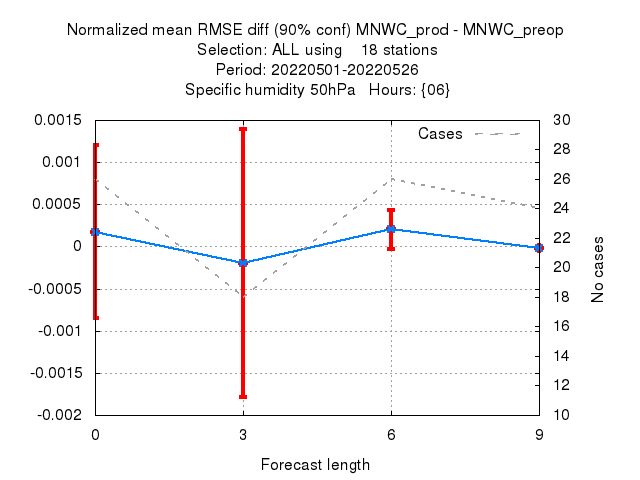 Normalized mean RMSE diff (90% conf) MNWC_prod - MNWC_preop
Selection: ALL using    18 stations
Period: 20220501-20220526
Specific humidity 50hPa   Hours: {06}
0.0015
0.001
0.0005
0
-0.0005
-0.001
-0.0015
-0.002
Cases
30
28
26
24
22
20
18
16
14
12
10
No cases
0 3 6 9
Forecast length